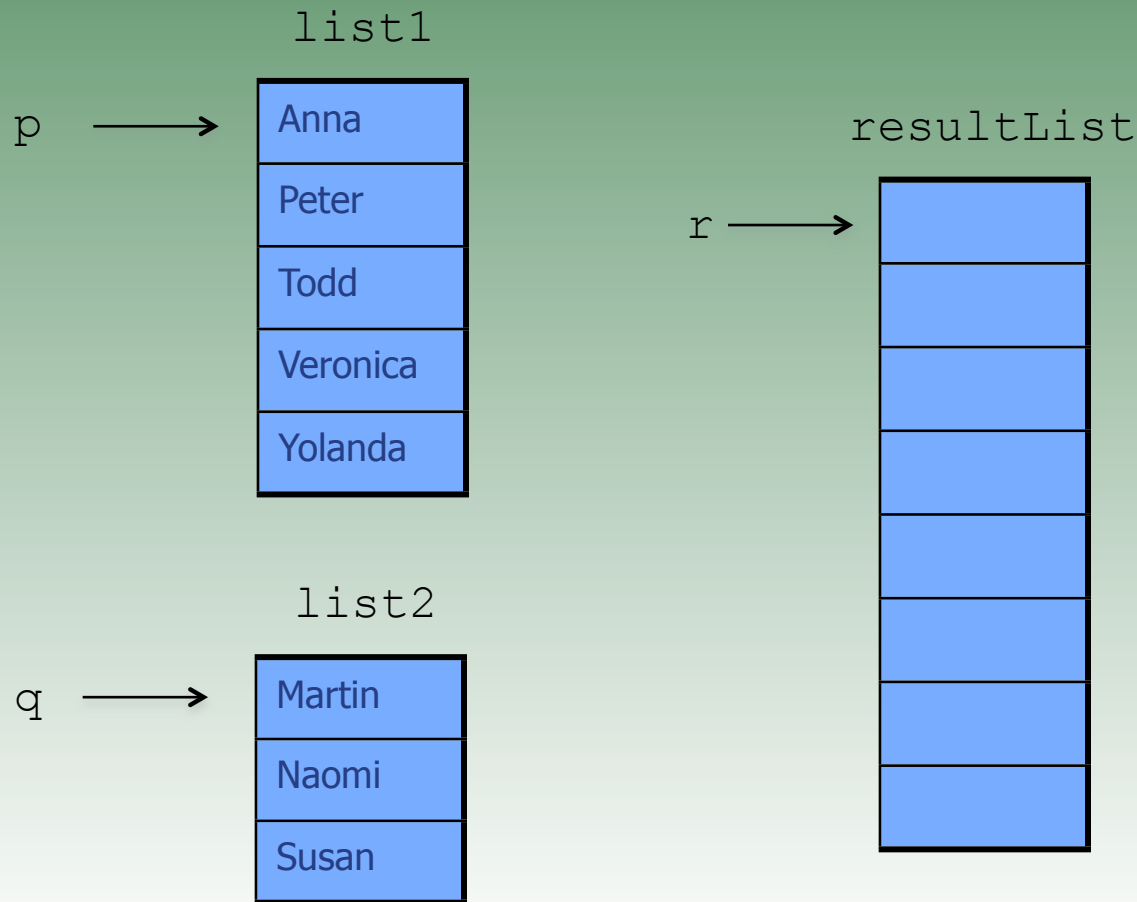 list1
p
Anna
Peter
Todd
Veronica
Yolanda
list2
q
Martin
Naomi
Susan
resultList
r